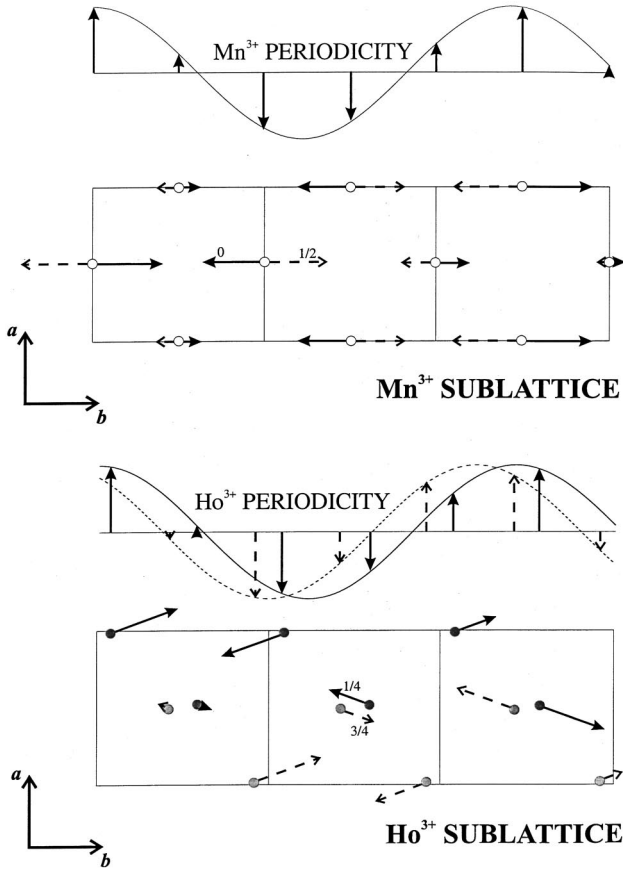 Mn³⁺ PERIODICITY
0
1/2
a
b
Mn³⁺ SUBLATTICE
Ho³⁺ PERIODICITY
1/4
3/4
a
b
Ho³⁺ SUBLATTICE